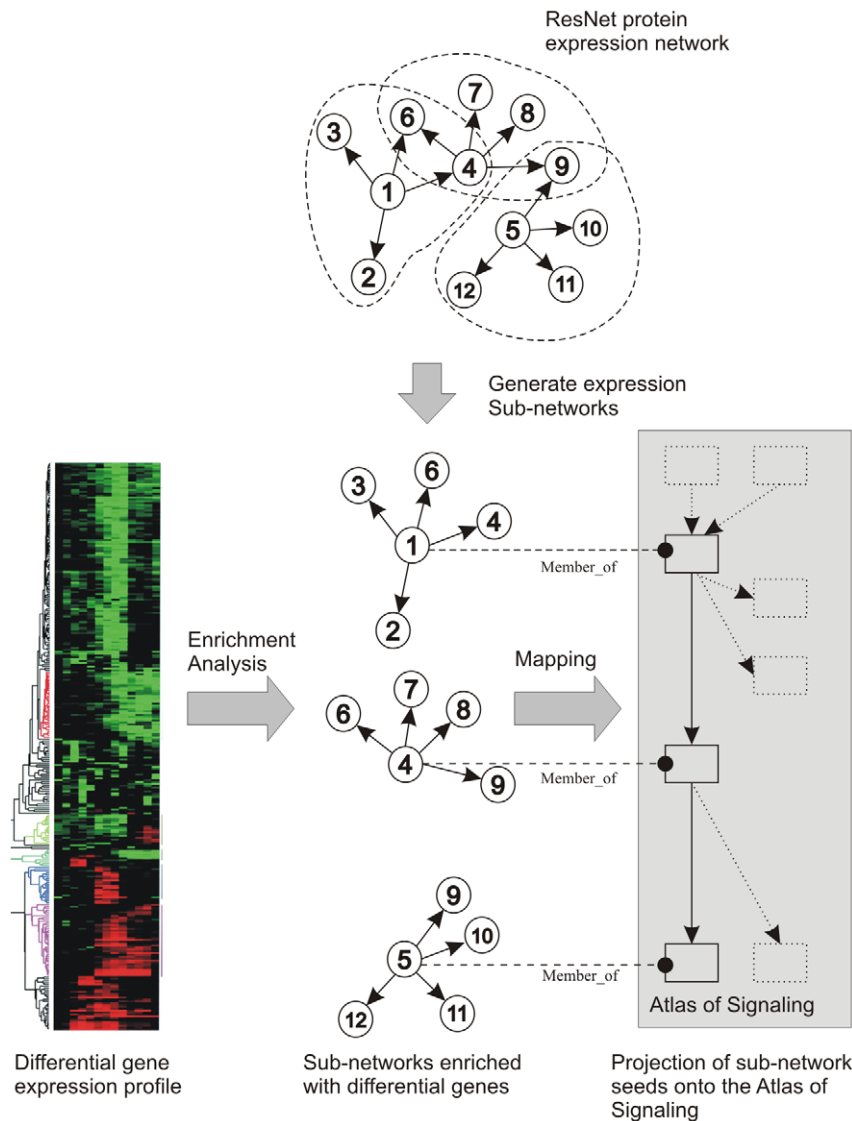 ResNet protein
expression network
7
8
6
3
4
9
1
5
10
2
12
11
Generate expression
Sub-networks
6
3
4
1
Member_of
2
Enrichment
Analysis
Mapping
7
6
8
4
Member_of
9
9
10
5
Member_of
12
11
Atlas of Signaling
Differential gene
expression profile
Sub-networks enriched
with differential genes
Projection of sub-network
seeds onto the Atlas of
Signaling